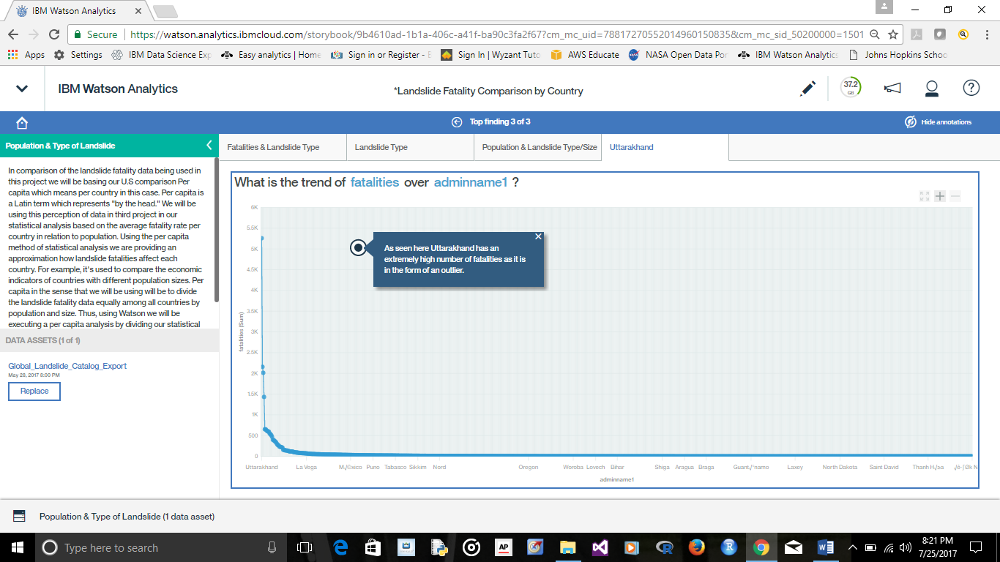 IBM Watson Analytics
Secure | https://watson.analytics.ibmcloud.com/storybook/9b4610ad-1b1a-406c-a41f-ba90c3fa2f67?cm_mc_uid=78817270552014960150835&cm_mc_sid_50200000=1501
Apps Settings IBM Data Science Exp Easy analytics | Home Sign in or Register - E Sign In | Wyzant Tuto AWS Educate NASA Open Data Por IBM Watson Analytic Johns Hopkins Schoo
IBM Watson Analytics
*Landslide Fatality Comparison by Country
37.2
GB
Top finding 3 of 3
Hide annotations
Population & Type of Landslide
Fatalities & Landslide Type Landslide Type Population & Landslide Type/Size Uttarakhand
In comparison of the landslide fatality data being used in
this project we will be basing our U.S comparison Per
capita which means per country in this case. Per capita is
a Latin term which represents "by the head." We will be
using this perception of data in third project in our
statistical analysis based on the average fatality rate per
country in relation to population. Using the per capita
method of statistical analysis we are providing an
approximation how landslide fatalities affect each
country. For example, it's used to compare the economic
indicators of countries with different population sizes. Per
capita in the sense that we will be using will be to divide
the landslide fatality data equally among all countries by
population and size. Thus, using Watson we will be
executing a per capita analysis by dividing our statistical
DATA ASSETS (1 of 1)
Global_Landslide_Catalog_Export
May 28, 2017 8:00 PM
Replace
What is the trend of fatalities over adminname1 ?
As seen here Uttarakhand has an
extremely high number of fatalities as it is
in the form of an outlier.
fatalities (Sum)
6K
5.5K
5K
4.5K
4K
3.5K
3K
2.5K
2K
1.5K
1K
500
0
Uttarakhand La Vega M√©xico Puno Tabasco Sikkim Nord Oregon Woroba Lovech Bihar Shiga Aragua Braga Guant√°namo Laxey North Dakota Saint David Thanh H√≥a
adminname1
Population & Type of Landslide (1 data asset)
Type here to search
AP
8:21 PM
7/25/2017